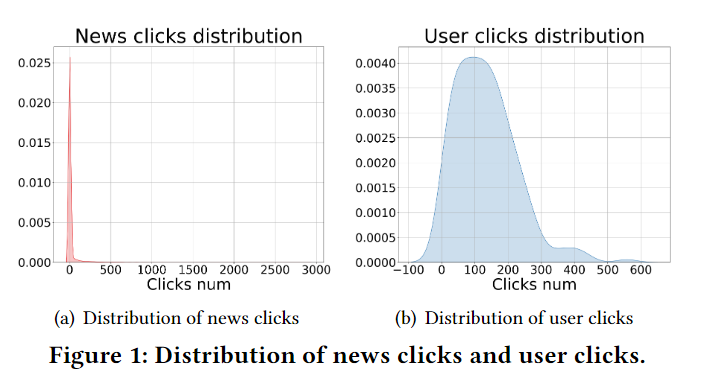 News clicks distribution
0.025
0.020
0.015
0.010
0.005
0.000
0 500 1000 1500 2000 2500 3000
Clicks num
(a) Distribution of news clicks
User clicks distribution
0.0040
0.0035
0.0030
0.0025
0.0020
0.0015
0.0010
0.0005
0.0000
−100 0 100 200 300 400 500 600
Clicks num
(b) Distribution of user clicks
Figure 1: Distribution of news clicks and user clicks.